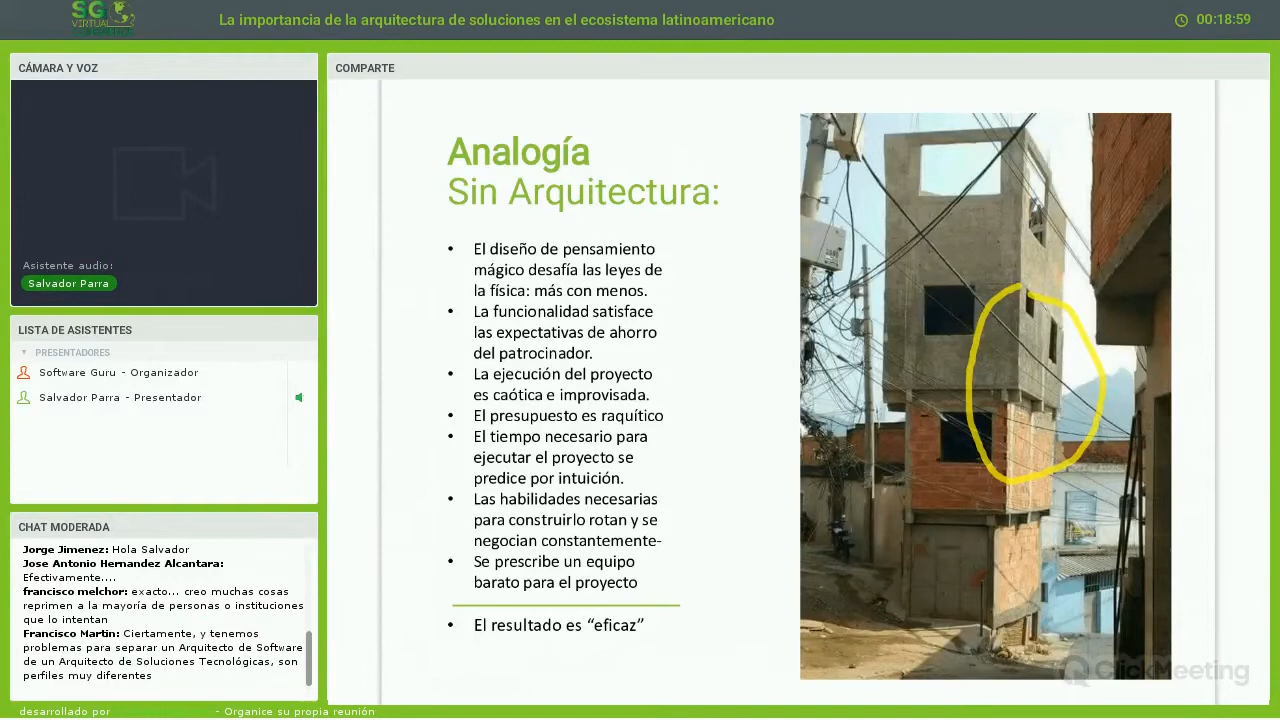 SG
VIRTUAL
La importancia de la arquitectura de soluciones en el ecosistema latinoamericano
00:18:59
CÁMARA Y VOZ
Asistente audio:
Salvador Parra
LISTA DE ASISTENTES
PRESENTADORES
Software Guru - Organizador
Salvador Parra - Presentador
CHAT MODERADA
Jorge Jimenez: Hola Salvador
Jose Antonio Hernandez Alcantara:
Efectivamente....
francisco melchor: exacto... creo muchas cosas
reprimen a la mayoría de personas o instituciones
que lo intentan
Francisco Martin: Ciertamente, y tenemos
problemas para separar un Arquitecto de Software
de un Arquitecto de Soluciones Tecnológicas, son
perfiles muy diferentes
desarrollado por
- Organice su propia reunión
COMPARTE
Analogía
Sin Arquitectura:
• El diseño de pensamiento
mágico desafía las leyes de
la física: más con menos.
• La funcionalidad satisface
las expectativas de ahorro
del patrocinador.
• La ejecución del proyecto
es caótica e improvisada.
• El presupuesto es raquítico
• El tiempo necesario para
ejecutar el proyecto se
predice por intuición.
• Las habilidades necesarias
para construirlo rotan y se
negocian constantemente-
• Se prescribe un equipo
barato para el proyecto
• El resultado es “eficaz”
ClickMeeting